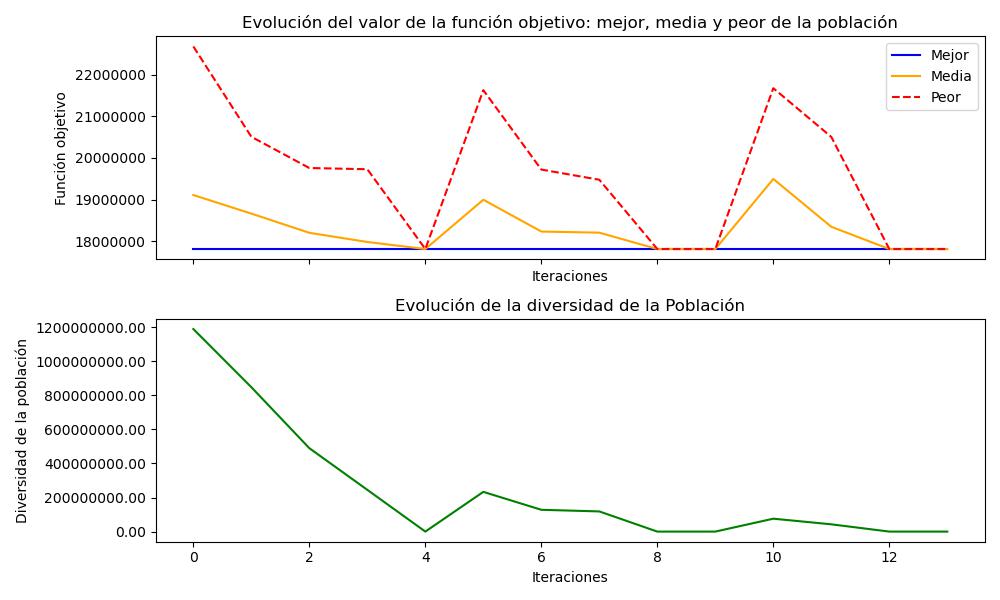 Evolución del valor de la función objetivo: mejor, media y peor de la población
Función objetivo
22000000
21000000
20000000
19000000
18000000
Mejor
Media
Peor
Iteraciones
Evolución de la diversidad de la Población
Diversidad de la población
1200000000.00
1000000000.00
800000000.00
600000000.00
400000000.00
200000000.00
0.00
0 2 4 6 8 10 12
Iteraciones